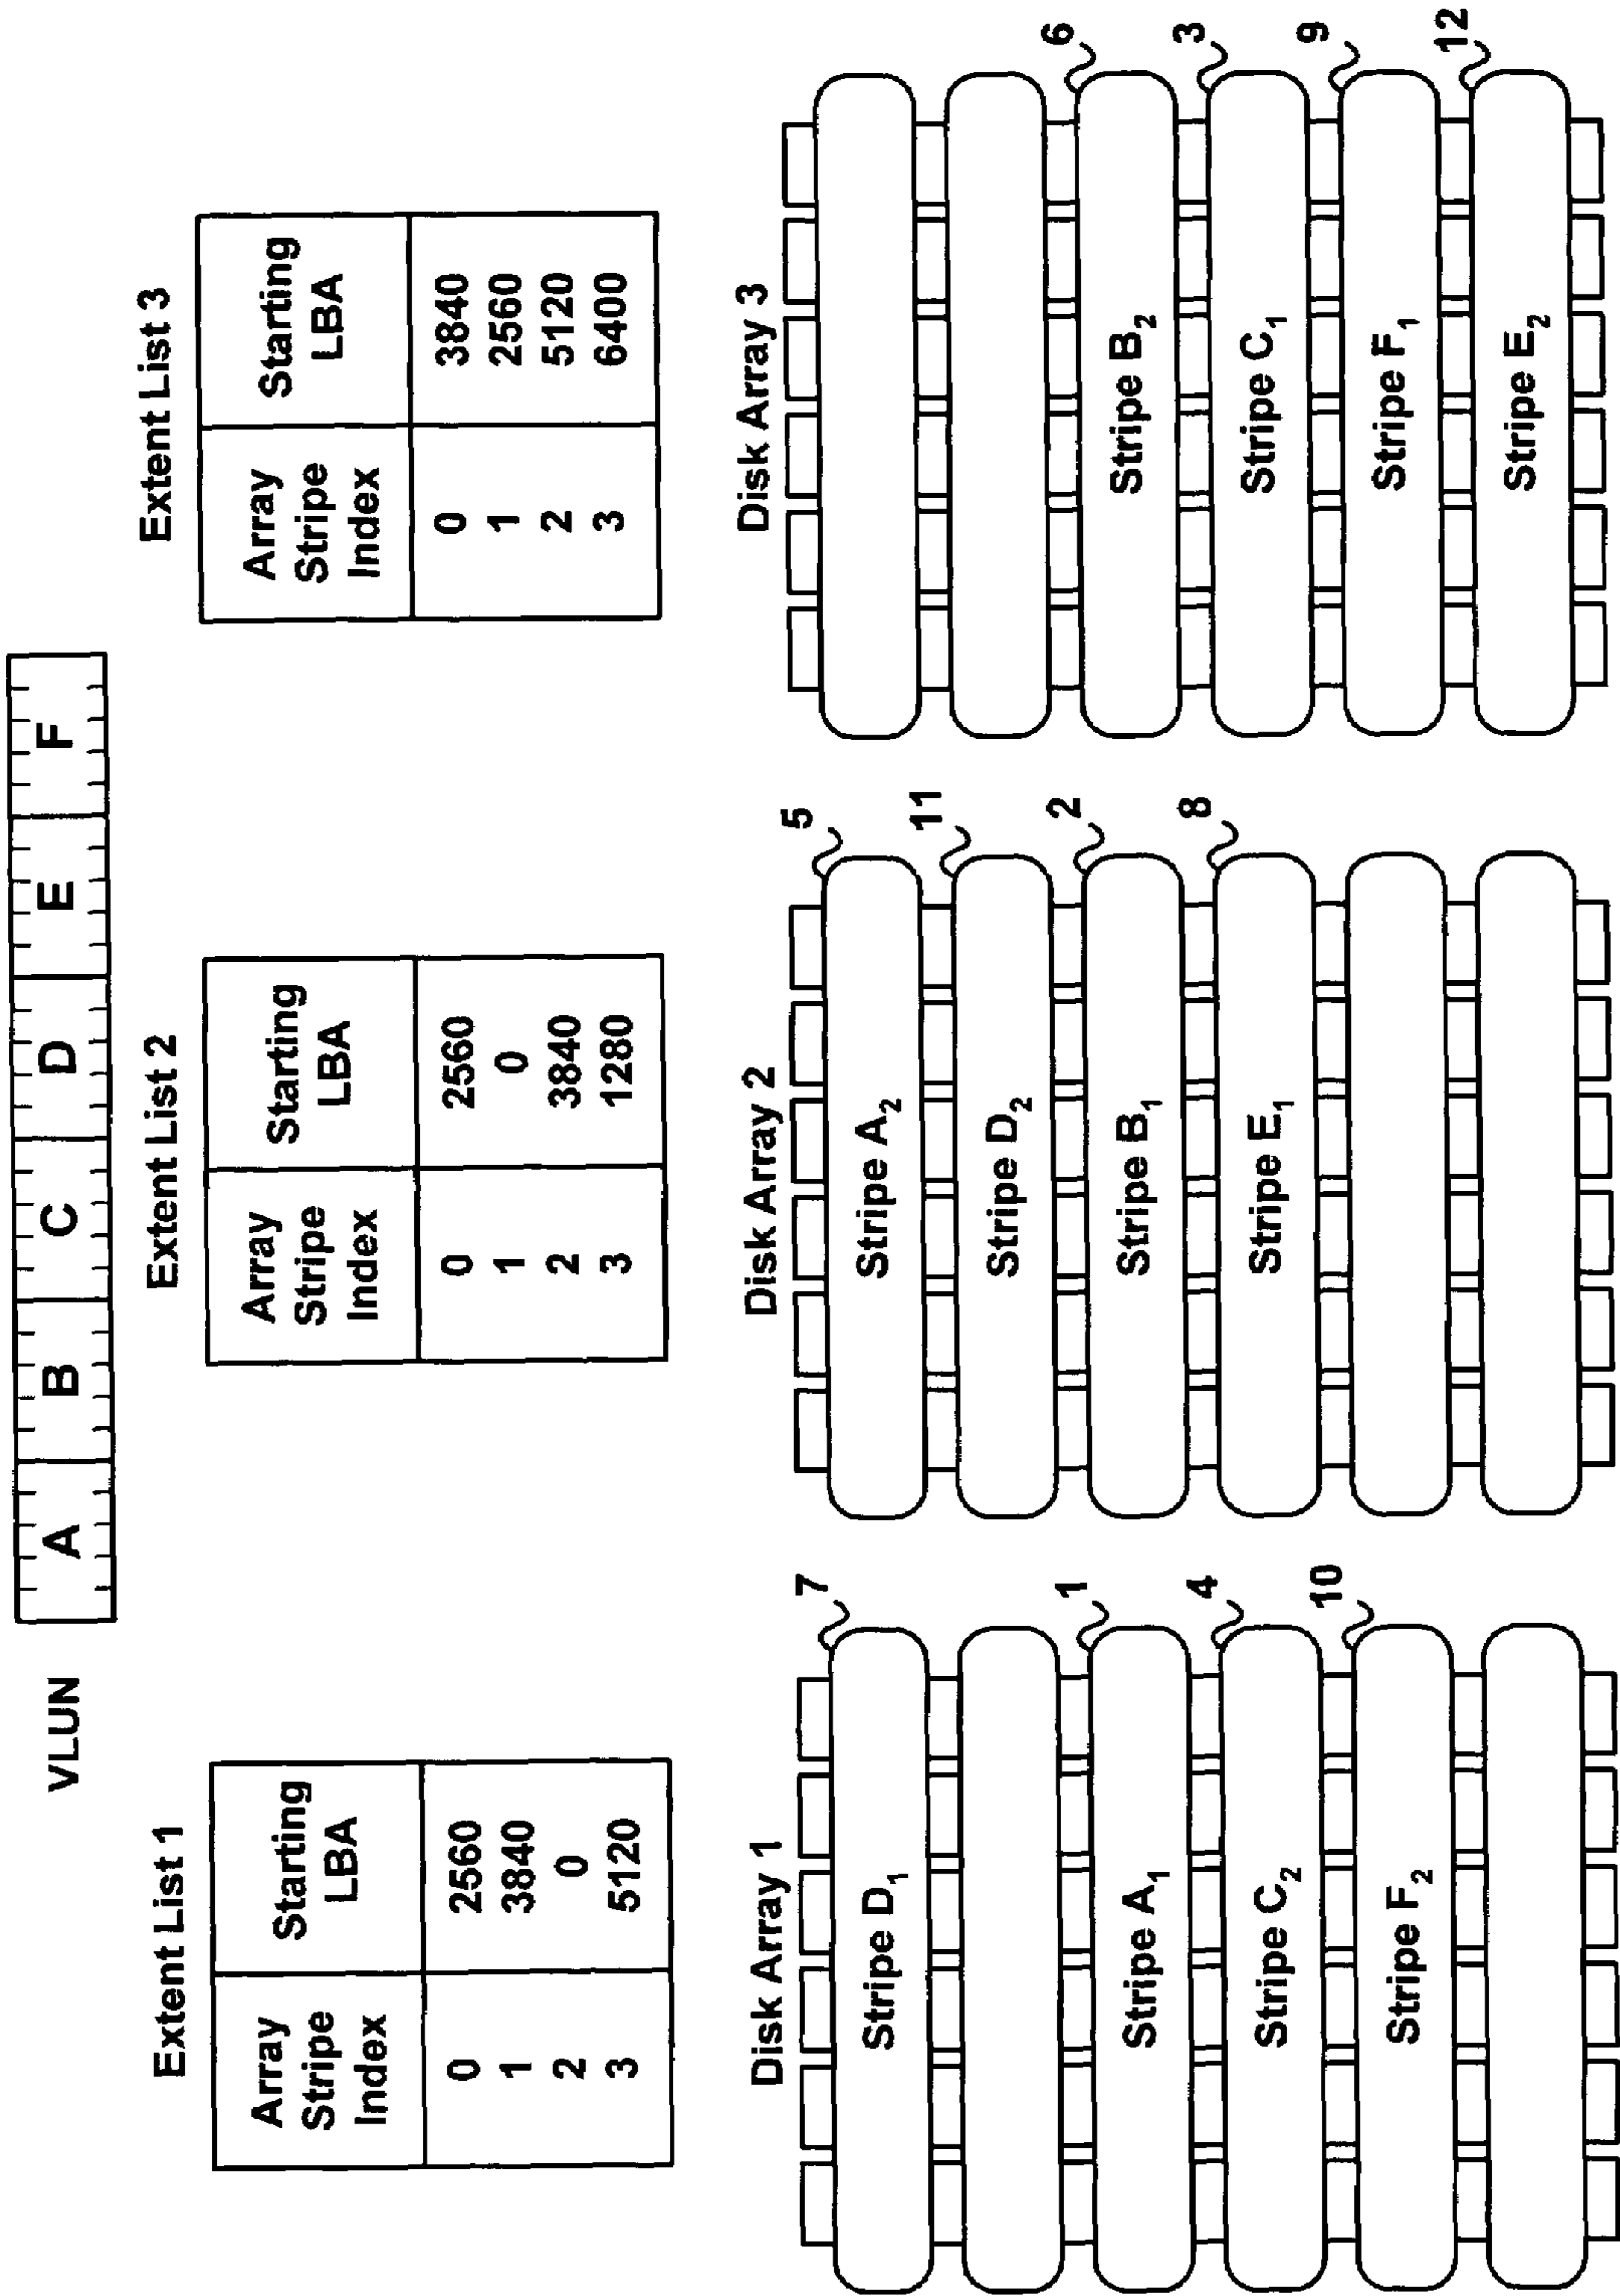 VLUN A B C D E F
Extent List 1
Array Stripe Index
Starting LBA
0 2560
1 3840
2 0
3 5120
Extent List 2
Array Stripe Index
Starting LBA
0 2560
1 0
2 3840
3 1280
Extent List 3
Array Stripe Index
Starting LBA
0 3840
1 2560
2 5120
3 6400
Disk Array 1
7
Stripe D₁
1
Stripe A₁
4
Stripe C₂
10
Stripe F₂
Disk Array 2
5
Stripe A₂
11
Stripe D₂
2
Stripe B₁
8
Stripe E₁
Disk Array 3
6
Stripe B₂
3
Stripe C₁
9
Stripe F₁
12
Stripe E₂